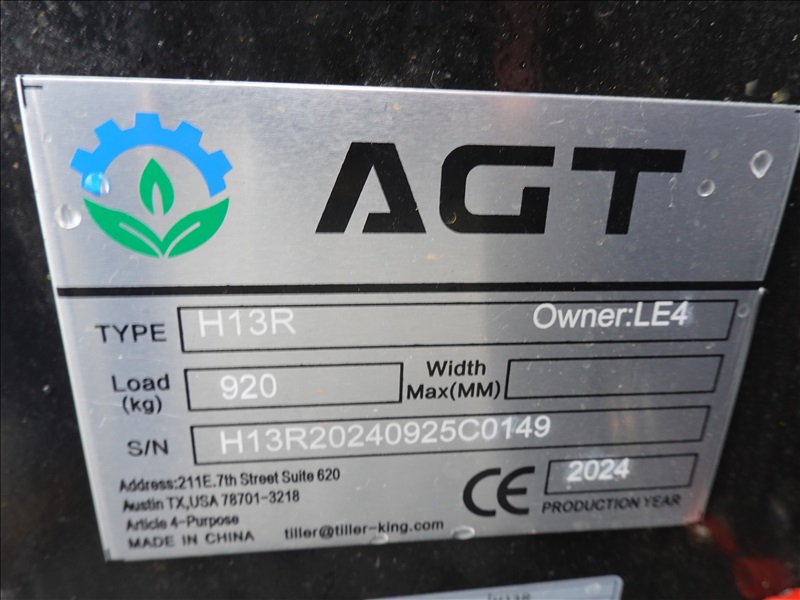 AGT
TYPE H13R Owner:LE4
Load (kg) 920 Width Max(MM)
S/N H13R20240925C0149
Address:211E.7th Street Suite 620
Austin TX,USA 78701-3218
Article 4-Purpose
MADE IN CHINA tiller@tiller-king.com
CE 2024
PRODUCTION YEAR